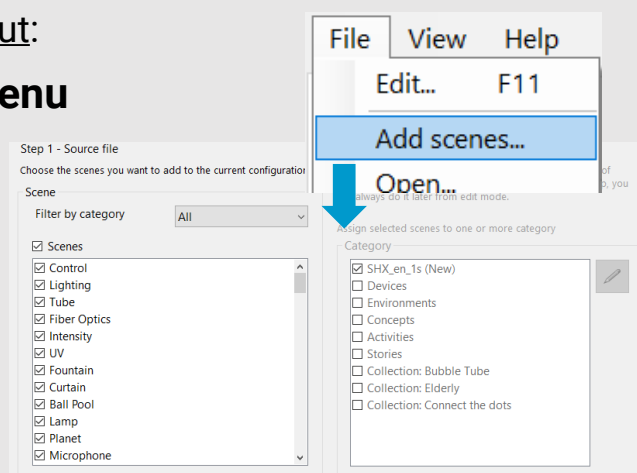 ut:
enu
File View Help
Edit... F11
Add scenes...
Open...
Step 1 - Source file
Choose the scenes you want to add to the current configuration
Scene
Filter by category All
Scenes
Control
Lighting
Tube
Fiber Optics
Intensity
UV
Fountain
Curtain
Ball Pool
Lamp
Planet
Microphone
of
o, you
always do it later from edit mode.
Assign selected scenes to one or more category
Category
SHX_en_1s (New)
Devices
Environments
Concepts
Activities
Stories
Collection: Bubble Tube
Collection: Elderly
Collection: Connect the dots